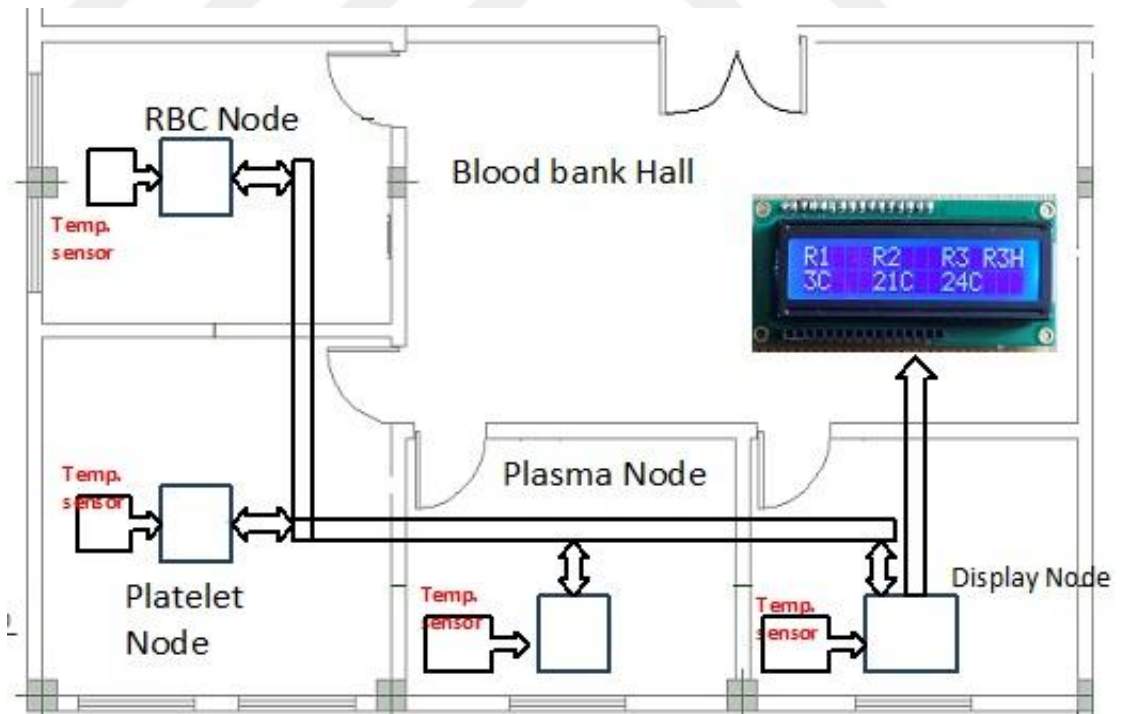 RBC Node
Temp.
sensor
Blood bank Hall
R1 R2 R3 R3H
3C 21C 24C
Temp.
sensor
Platelet
Node
Plasma Node
Temp.
sensor
Temp.
sensor
Display Node